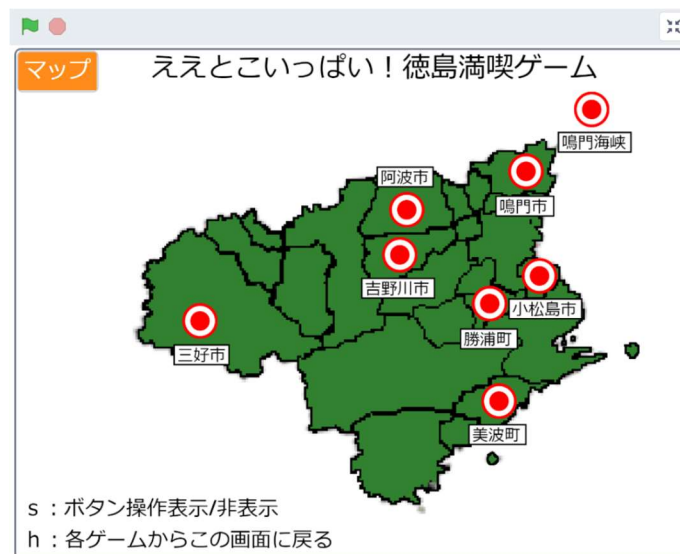 マップ
ええとこいっぱい！徳島満喫ゲーム
鳴門海峡
阿波市
鳴門市
吉野川市
小松島市
勝浦町
三好市
美波町
s：ボタン操作表示/非表示
h：各ゲームからこの画面に戻る